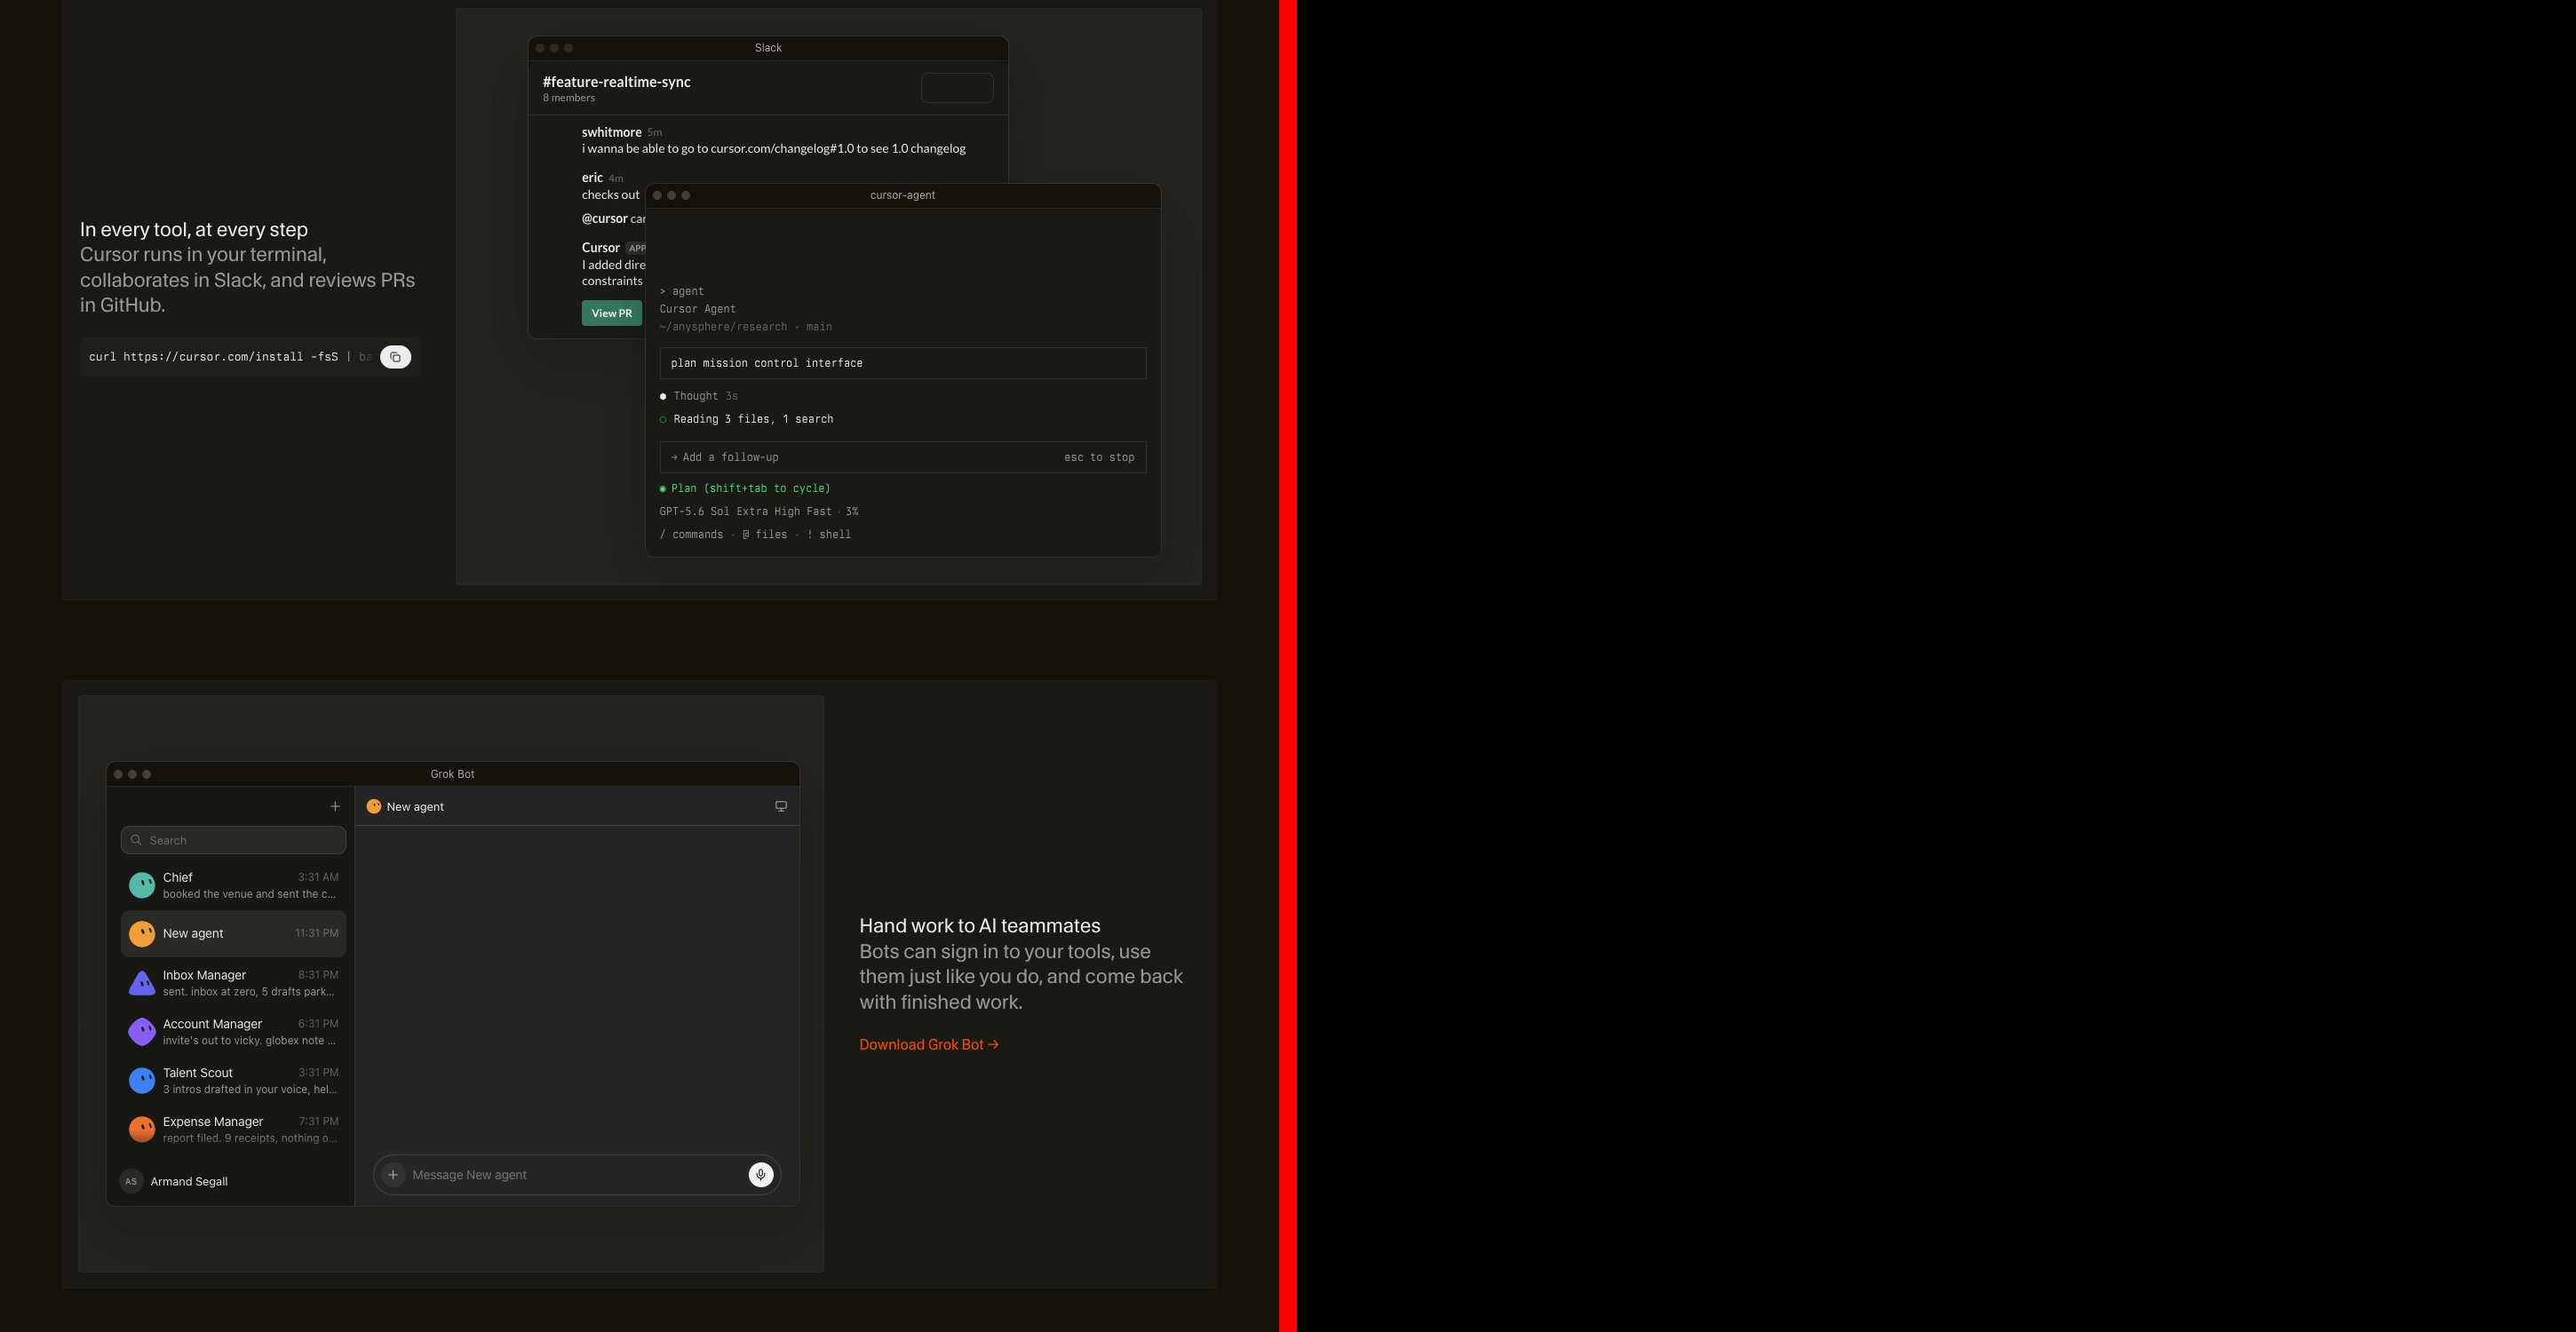 In every tool, at every step
Cursor runs in your terminal,
collaborates in Slack, and reviews PRs
in GitHub.
curl https://cursor.com/install -fsS | ba
Slack
#feature-realtime-sync
8 members
swhitmore 5m
i wanna be able to go to cursor.com/changelog#1.0 to see 1.0 changelog
eric 4m
checks out
@cursor can
Cursor APP
I added dire
constraints
View PR
cursor-agent
> agent
Cursor Agent
~/anysphere/research · main
plan mission control interface
Thought 3s
Reading 3 files, 1 search
→ Add a follow-up esc to stop
Plan (shift+tab to cycle)
GPT-5.6 Sol Extra High Fast · 3%
/ commands · @ files · ! shell
Grok Bot
Search
Chief 3:31 AM
booked the venue and sent the c...
New agent 11:31 PM
Inbox Manager 8:31 PM
sent. inbox at zero, 5 drafts park...
Account Manager 6:31 PM
invite's out to vicky. globex note ...
Talent Scout 3:31 PM
3 intros drafted in your voice, hel...
Expense Manager 7:31 PM
report filed. 9 receipts, nothing o...
AS Armand Segall
New agent
Message New agent
Hand work to AI teammates
Bots can sign in to your tools, use
them just like you do, and come back
with finished work.
Download Grok Bot →